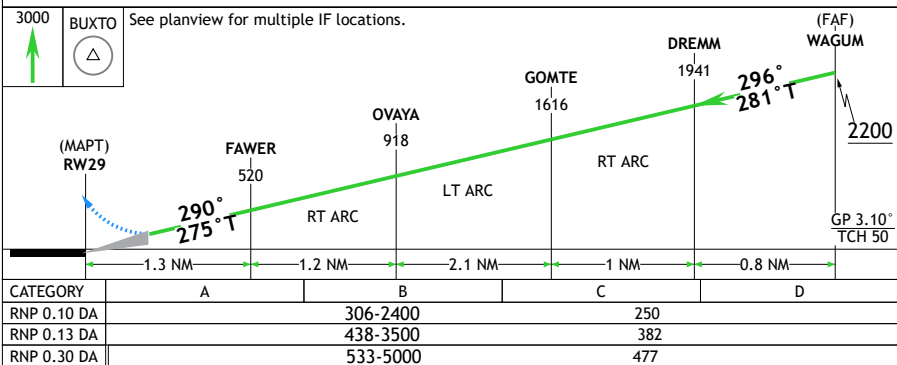 3000
BUXTO
See planview for multiple IF locations.
(FAF)
WAGUM
DREMM
1941
296°
281°T
GOMTE
1616
2200
OVAYA
918
(MAPT)
RW29
FAWER
520
RT ARC
LT ARC
290°
275°T
RT ARC
GP 3.10°
TCH 50
1.3 NM 1.2 NM 2.1 NM 1 NM 0.8 NM
CATEGORY A B C D
RNP 0.10 DA 306-2400 250
RNP 0.13 DA 438-3500 382
RNP 0.30 DA 533-5000 477